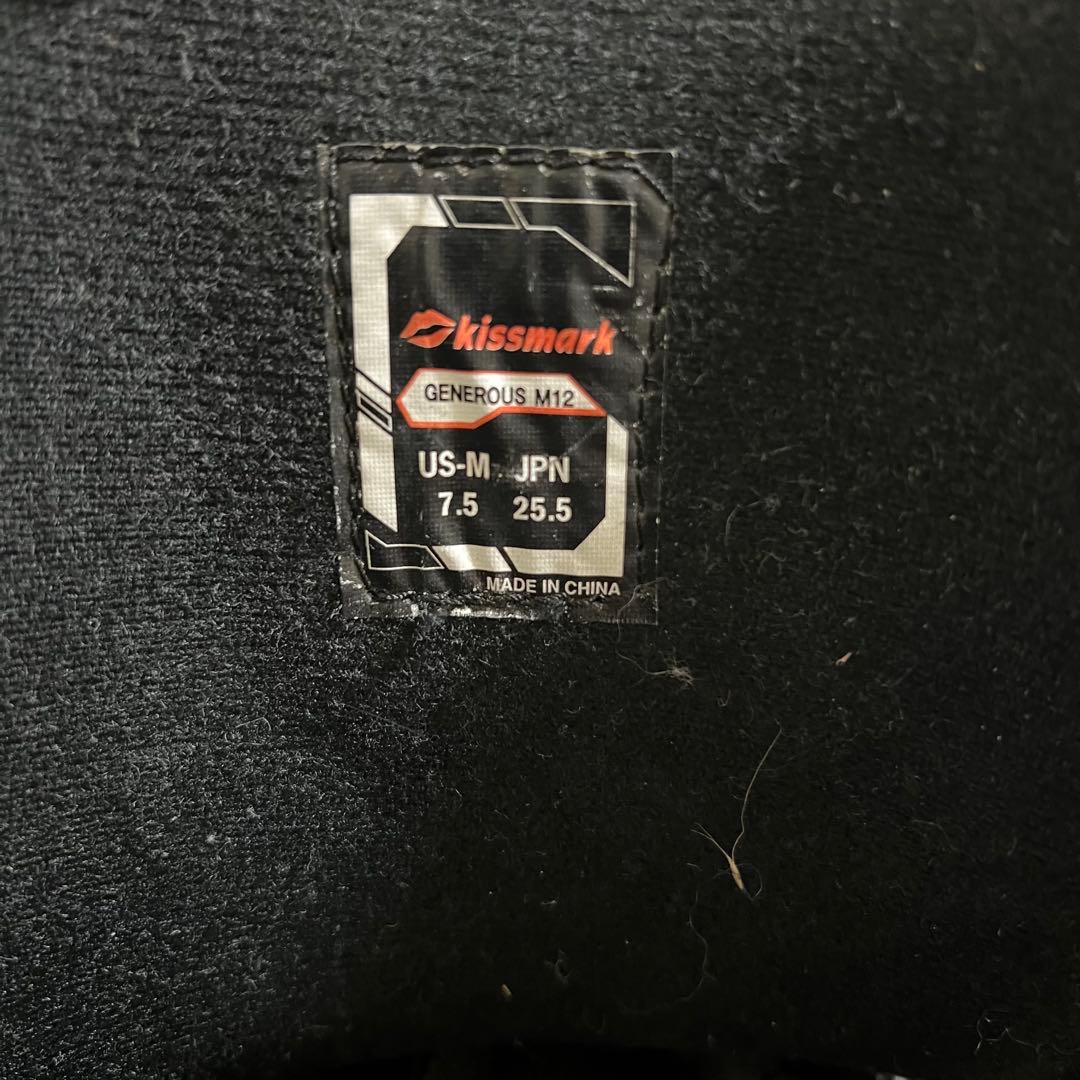 kissmark
GENEROUS M12
US-M JPN
7.5 25.5
MADE IN CHINA